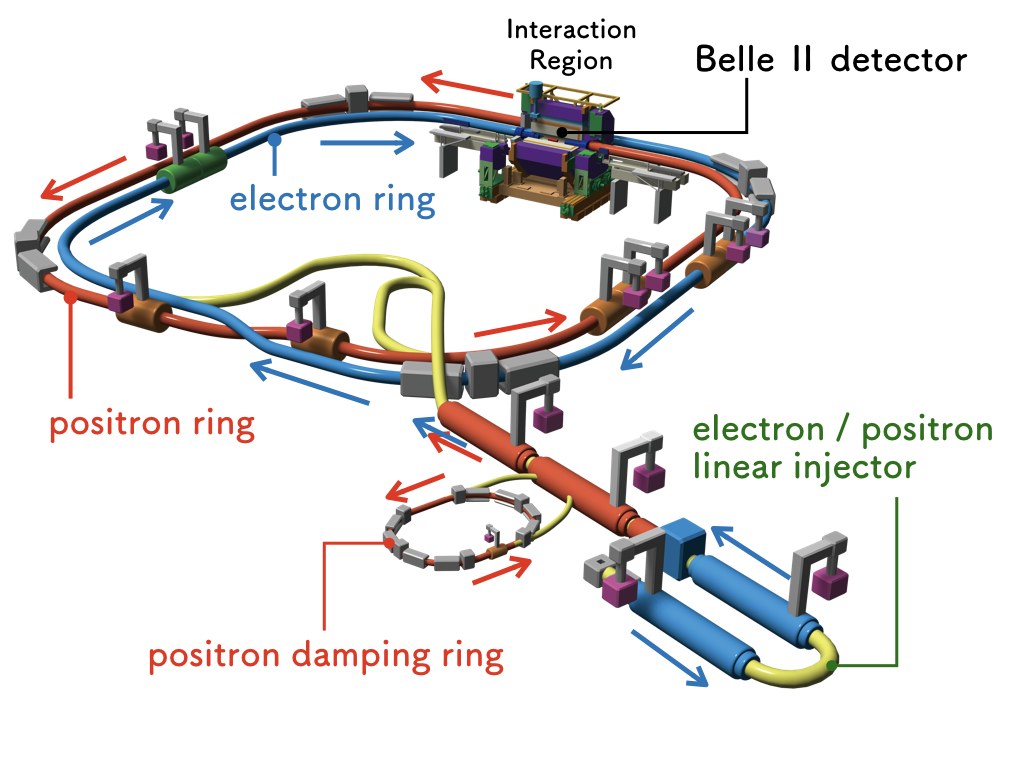 Interaction
Region
Belle II detector
electron ring
positron ring
electron / positron
linear injector
positron damping ring